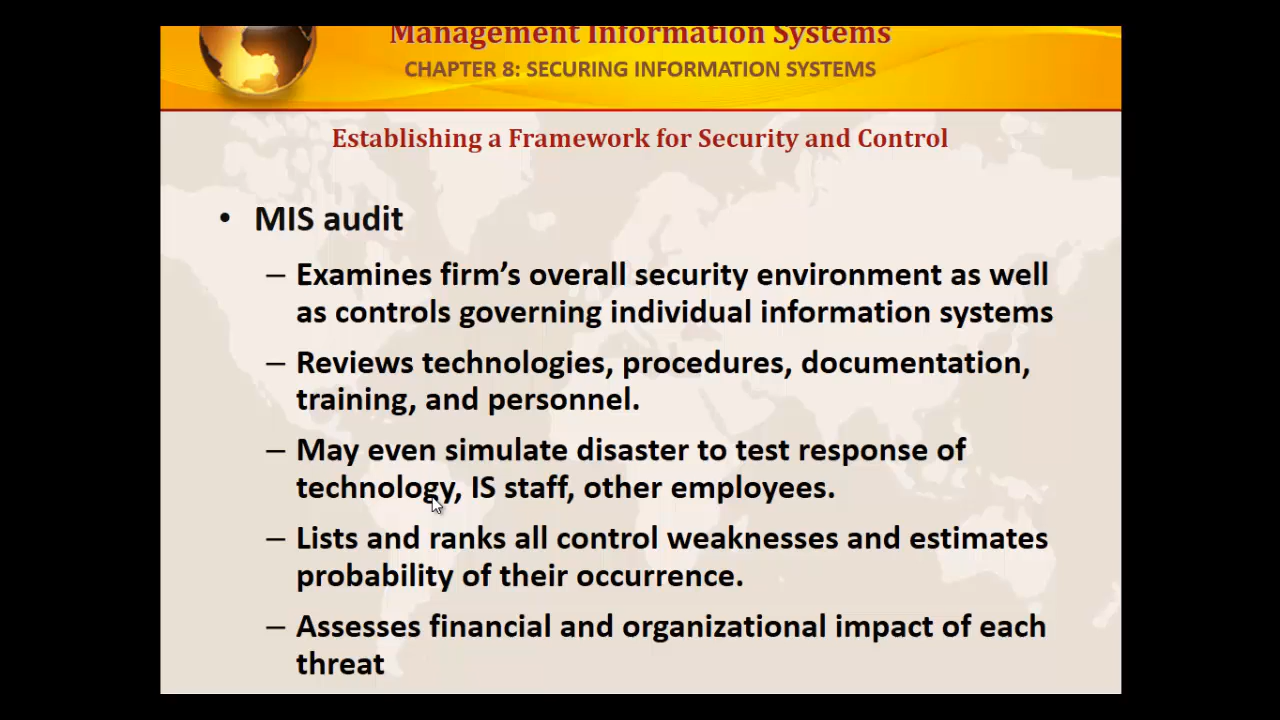 Management Information Systems
CHAPTER 8: SECURING INFORMATION SYSTEMS
Establishing a Framework for Security and Control
• MIS audit
– Examines firm’s overall security environment as well
as controls governing individual information systems
– Reviews technologies, procedures, documentation,
training, and personnel.
– May even simulate disaster to test response of
technology, IS staff, other employees.
– Lists and ranks all control weaknesses and estimates
probability of their occurrence.
– Assesses financial and organizational impact of each
threat